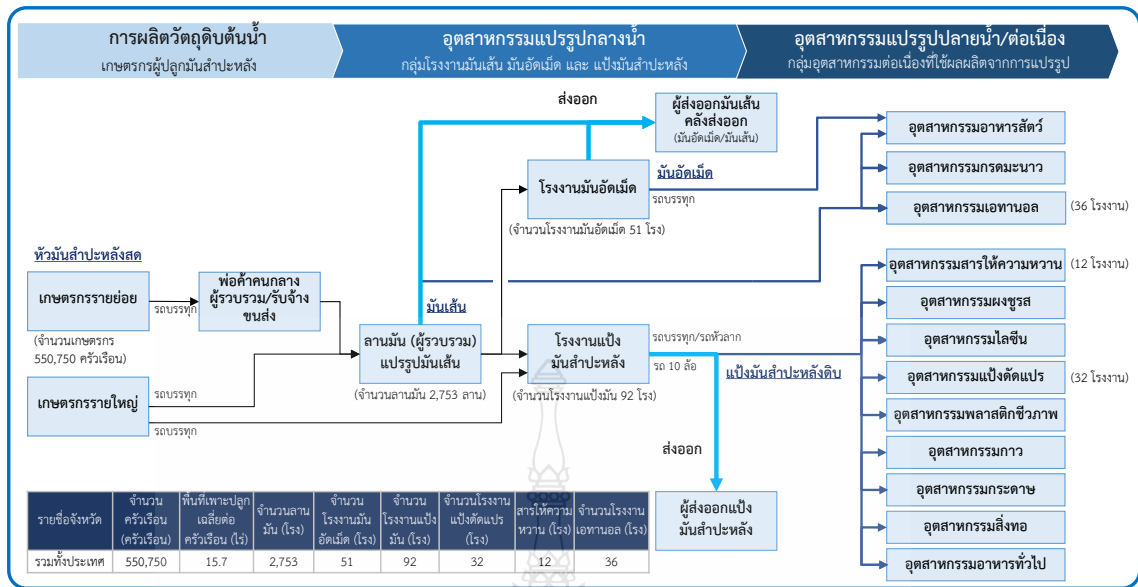 การผลิตวัตถุดิบต้นน้ำ
เกษตรกรผู้ปลูกมันสำปะหลัง
อุตสาหกรรมแปรรูปกลางน้ำ
กลุ่มโรงงานมันเส้น มันอัดเม็ด และ แป้งมันสำปะหลัง
อุตสาหกรรมแปรรูปปลายน้ำ/ต่อเนื่อง
กลุ่มอุตสาหกรรมต่อเนื่องที่ใช้ผลผลิตจากการแปรรูป
ส่งออก
ผู้ส่งออกมันเส้น
คลังส่งออก
(มันอัดเม็ด/มันเส้น)
โรงงานมันอัดเม็ด
(จำนวนโรงงานมันอัดเม็ด 51 โรง)
มันอัดเม็ด
รถบรรทุก
อุตสาหกรรมอาหารสัตว์
อุตสาหกรรมกรดมะนาว
อุตสาหกรรมเอทานอล
(36 โรงงาน)
หัวมันสำปะหลังสด
เกษตรกรรายย่อย
(จำนวนเกษตรกร
550,750 ครัวเรือน)
รถบรรทุก
พ่อค้าคนกลาง
ผู้รวบรวม/รับจ้าง
ขนส่ง
เกษตรกรรายใหญ่
รถบรรทุก
รถบรรทุก
มันเส้น
ลานมัน (ผู้รวบรวม)
แปรรูปมันเส้น
(จำนวนลานมัน 2,753 ลาน)
โรงงานแป้ง
มันสำปะหลัง
(จำนวนโรงงานแป้งมัน 92 โรง)
รถบรรทุก/รถหัวลาก
รถ 10 ล้อ
แป้งมันสำปะหลังดิบ
ส่งออก
ผู้ส่งออกแป้ง
มันสำปะหลัง
อุตสาหกรรมสารให้ความหวาน
(12 โรงงาน)
อุตสาหกรรมผงชูรส
อุตสาหกรรมไลซีน
อุตสาหกรรมแป้งดัดแปร
(32 โรงงาน)
อุตสาหกรรมพลาสติกชีวภาพ
อุตสาหกรรมกาว
อุตสาหกรรมกระดาษ
อุตสาหกรรมสิ่งทอ
อุตสาหกรรมอาหารทั่วไป
รายชื่อจังหวัด
จำนวน
ครัวเรือน
(ครัวเรือน)
พื้นที่เพาะปลูก
เฉลี่ยต่อ
ครัวเรือน (ไร่)
จำนวนลาน
มัน (โรง)
จำนวน
โรงงานมัน
อัดเม็ด (โรง)
จำนวน
โรงงานแป้ง
มัน (โรง)
จำนวนโรงงาน
แป้งดัดแปร
(โรง)
สารให้ความ
หวาน (โรง)
จำนวนโรงงาน
เอทานอล (โรง)
รวมทั้งประเทศ 550,750 15.7 2,753 51 92 32 12 36